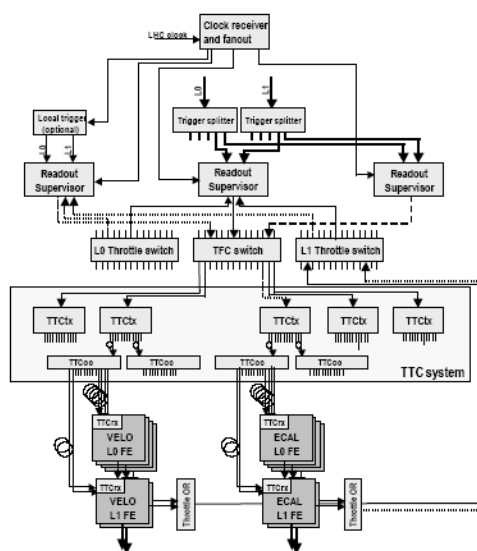 Clock receiver
and fanout
LHC clock
L0
L1
Trigger splitter
Trigger splitter
Local trigger
(optional)
L0
L1
Readout
Supervisor
Readout
Supervisor
Readout
Supervisor
L0 Throttle switch
TFC switch
L1 Throttle switch
TTCtx
TTCtx
TTCtx
TTCtx
TTCtx
TTCoc
TTCoc
TTCoc
TTCoc
TTC system
TTCrx
VELO
L0 FE
TTCrx
ECAL
L0 FE
TTCrx
VELO
L1 FE
Throttle OR
TTCrx
ECAL
L1 FE
Throttle OR